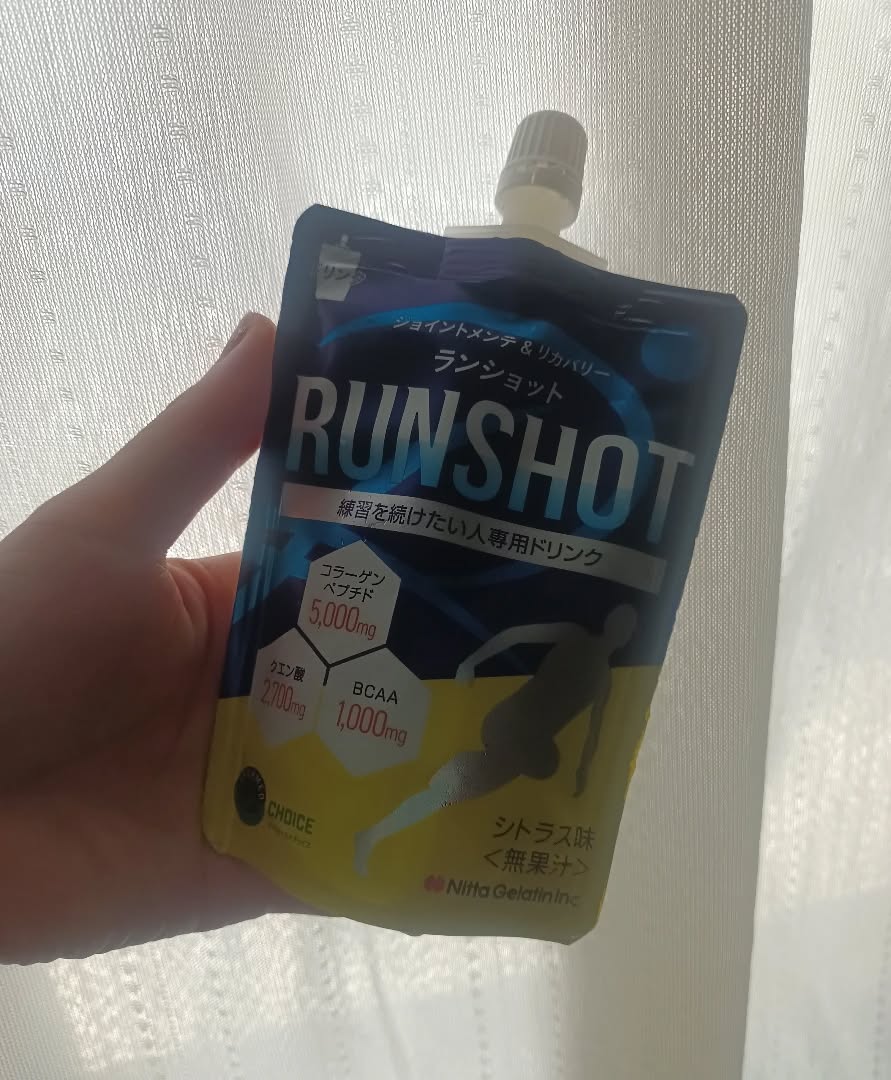 ジョイントメンテ & リカバリー
ランショット
RUNSHOT
練習を続けたい人専用ドリンク
コラーゲン
ペプチド
5,000mg
クエン酸
2,700mg
BCAA
1,000mg
CHOICE
シトラス味
<無果汁>
Nitta Gelatin Inc.